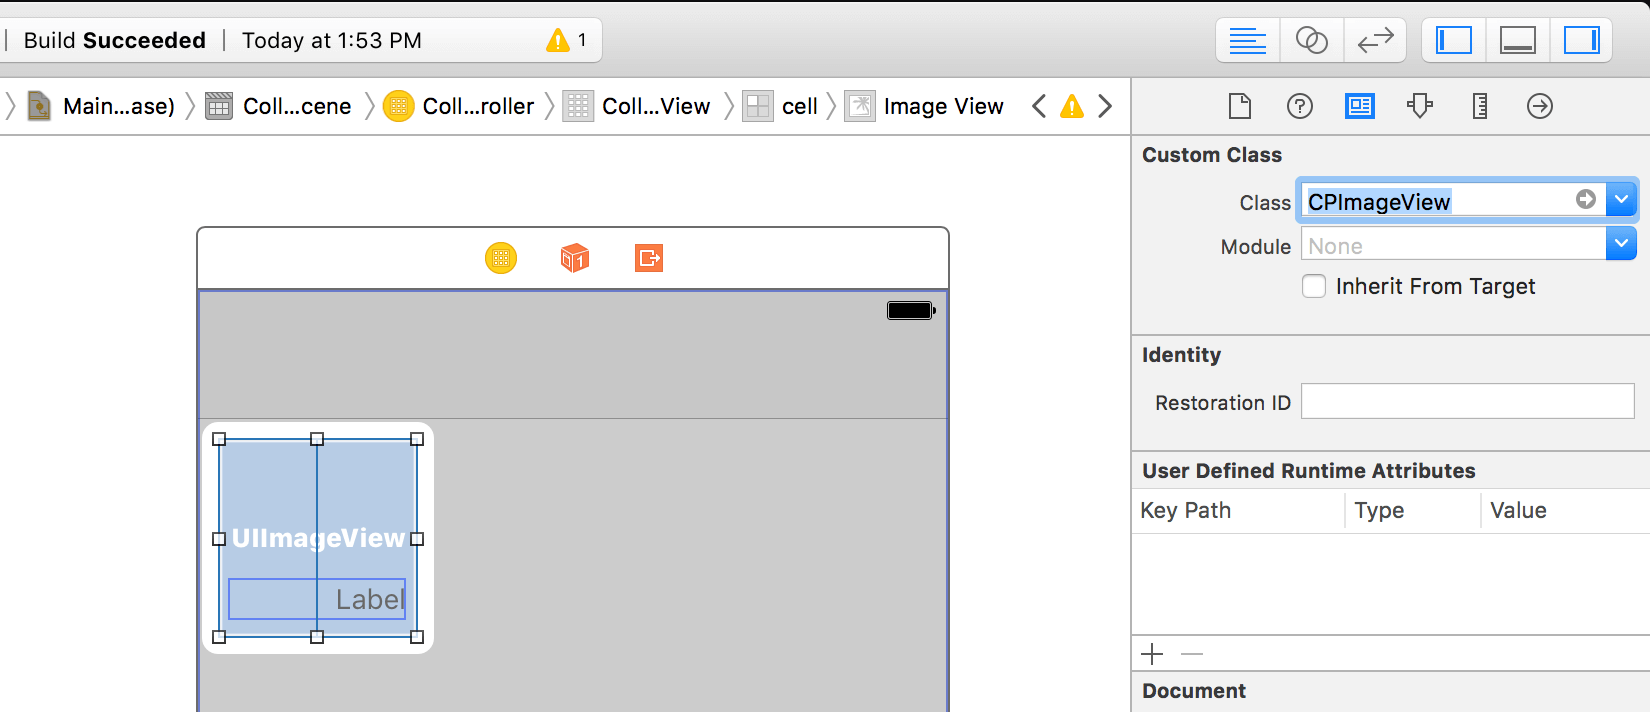 Build Succeeded | Today at 1:53 PM 1
Main...ase) Coll...cene Coll...roller Coll...View cell Image View
Custom Class
Class CPImageView
Module None
Inherit From Target
Identity
Restoration ID
User Defined Runtime Attributes
Key Path Type Value
Document
1
UIImageView
Label